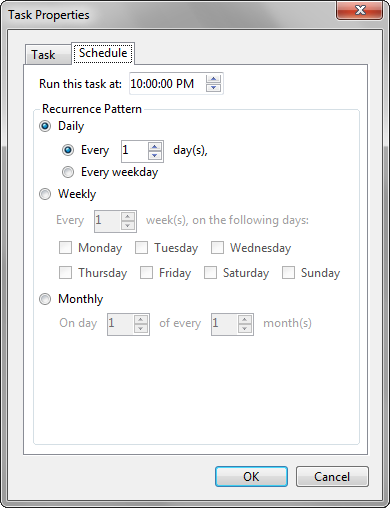 Task Properties
Task Schedule
Run this task at: 10:00:00 PM
Recurrence Pattern
Daily
Every 1 day(s),
Every weekday
Weekly
Every 1 week(s), on the following days:
Monday Tuesday Wednesday
Thursday Friday Saturday Sunday
Monthly
On day 1 of every 1 month(s)
OK Cancel